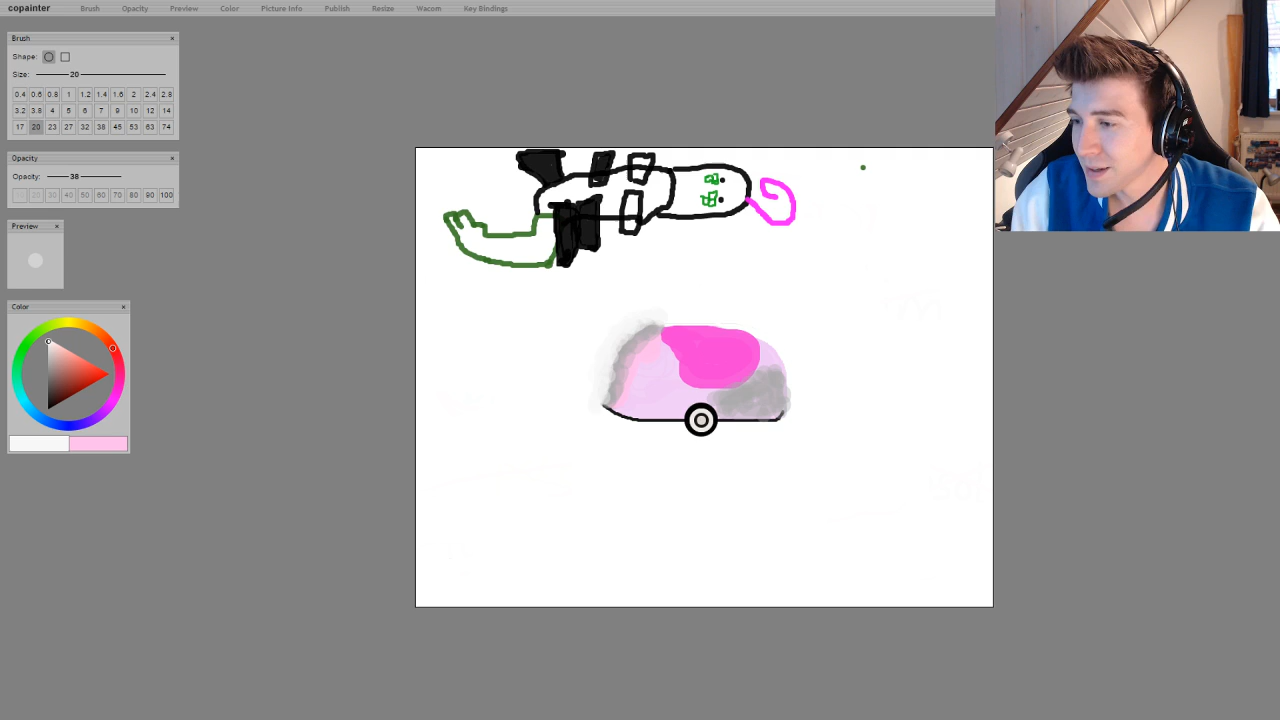 copainter Brush Opacity Preview Color Picture Info Publish Resize Wacom Key Bindings
Brush ×
Shape:
Size: 20
0.4 0.6 0.8 1 1.2 1.4 1.6 2 2.4 2.8
3.2 3.8 4 5 6 7 9 10 12 14
17 20 23 27 32 38 45 53 63 74
Opacity ×
Opacity: 38
30 40 50 60 70 80 90 100
Preview ×
Color ×